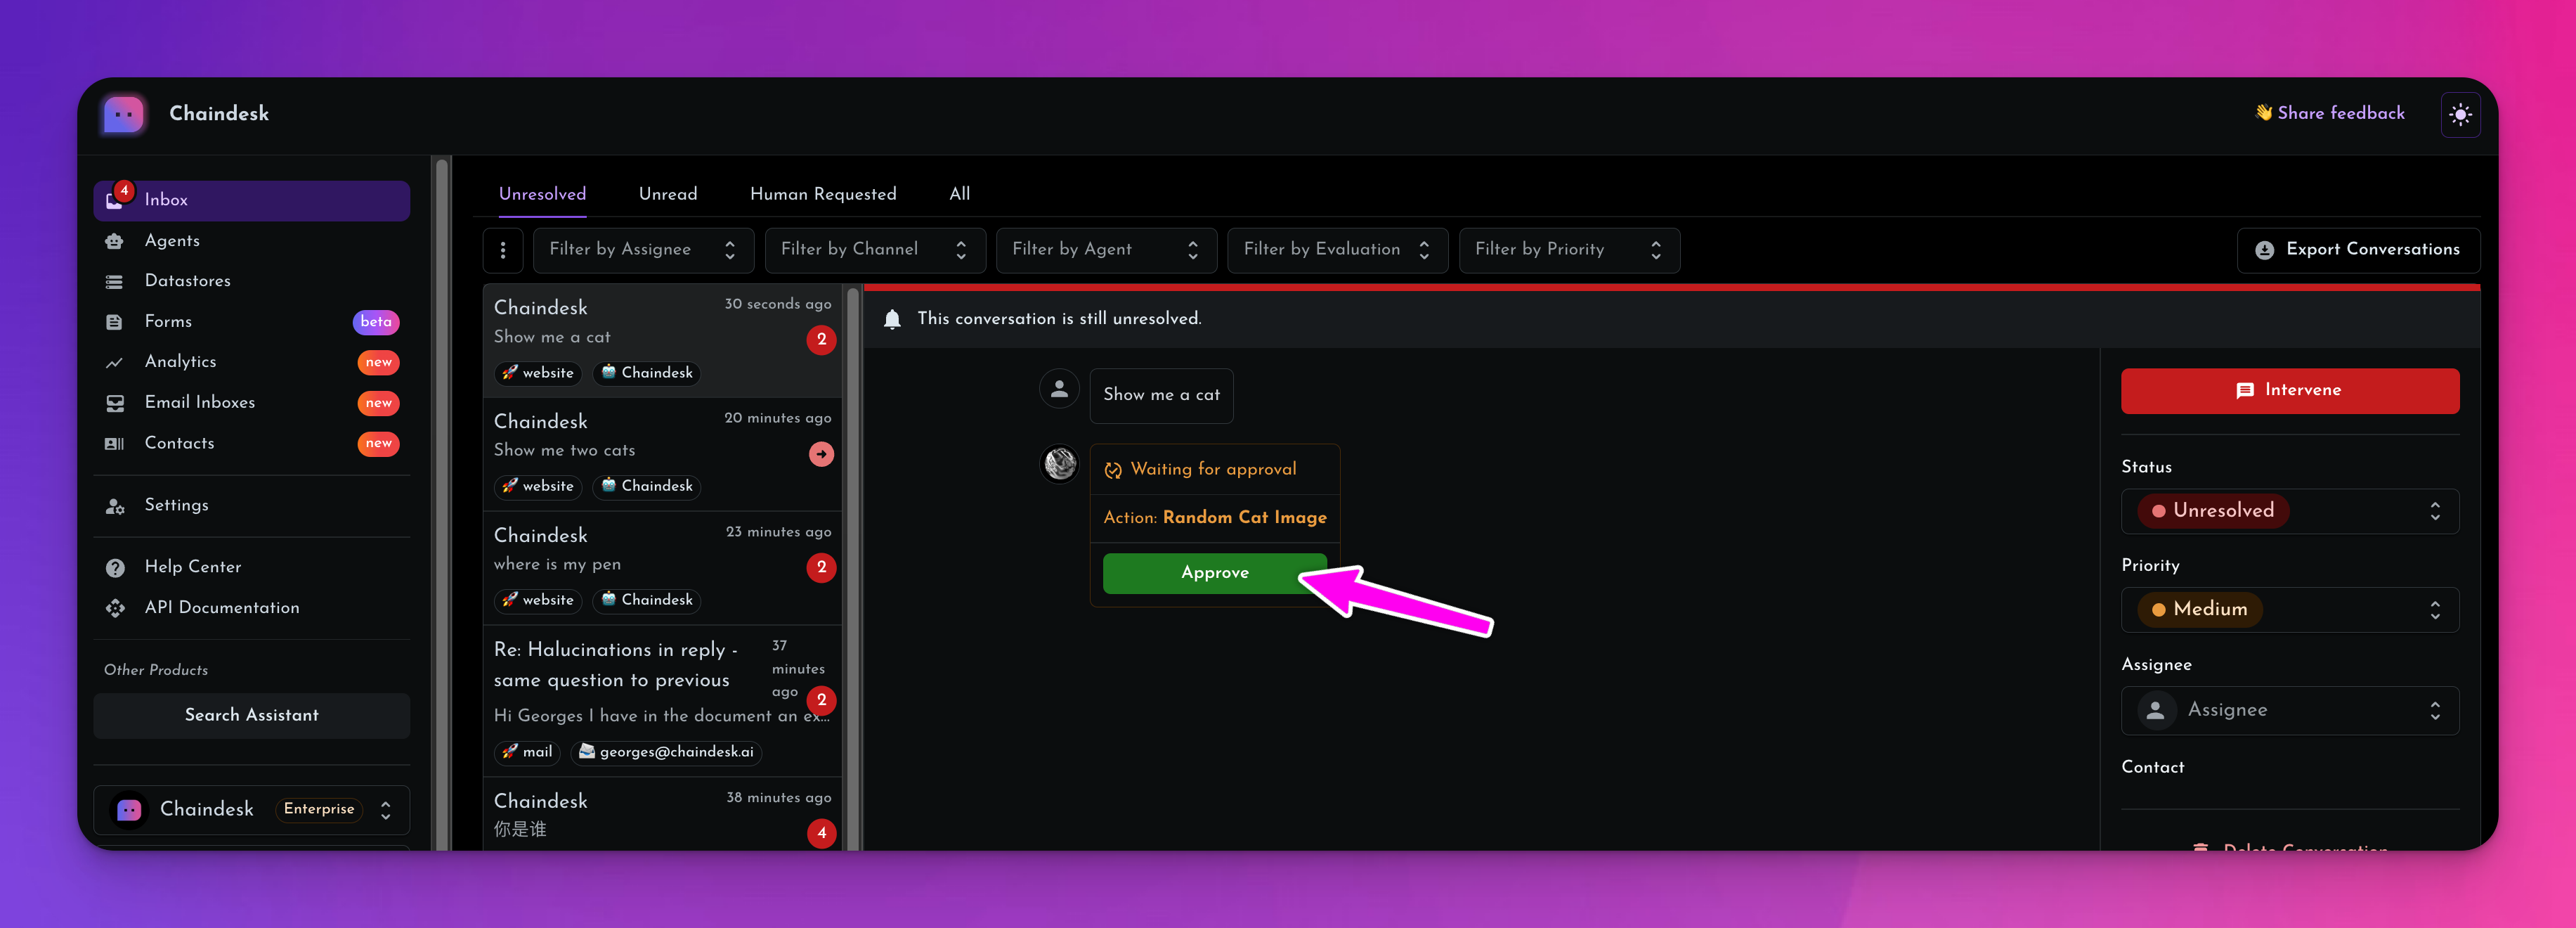 Chaindesk
👋 Share feedback
4
Inbox
Agents
Datastores
Forms
beta
Analytics
new
Email Inboxes
new
Contacts
new
Settings
Help Center
API Documentation
Other Products
Search Assistant
Chaindesk
Enterprise
Unresolved
Unread
Human Requested
All
Filter by Assignee
Filter by Channel
Filter by Agent
Filter by Evaluation
Filter by Priority
Export Conversations
Chaindesk
30 seconds ago
Show me a cat
2
🚀 website
🤖 Chaindesk
Chaindesk
20 minutes ago
Show me two cats
🚀 website
🤖 Chaindesk
Chaindesk
23 minutes ago
where is my pen
2
🚀 website
🤖 Chaindesk
Re: Halucinations in reply -
same question to previous
37
minutes
ago
2
Hi Georges I have in the document an ex...
🚀 mail
📨 georges@chaindesk.ai
Chaindesk
38 minutes ago
你是谁
4
This conversation is still unresolved.
Show me a cat
Waiting for approval
Action: Random Cat Image
Approve
Intervene
Status
Unresolved
Priority
Medium
Assignee
Assignee
Contact
Delete Conversation